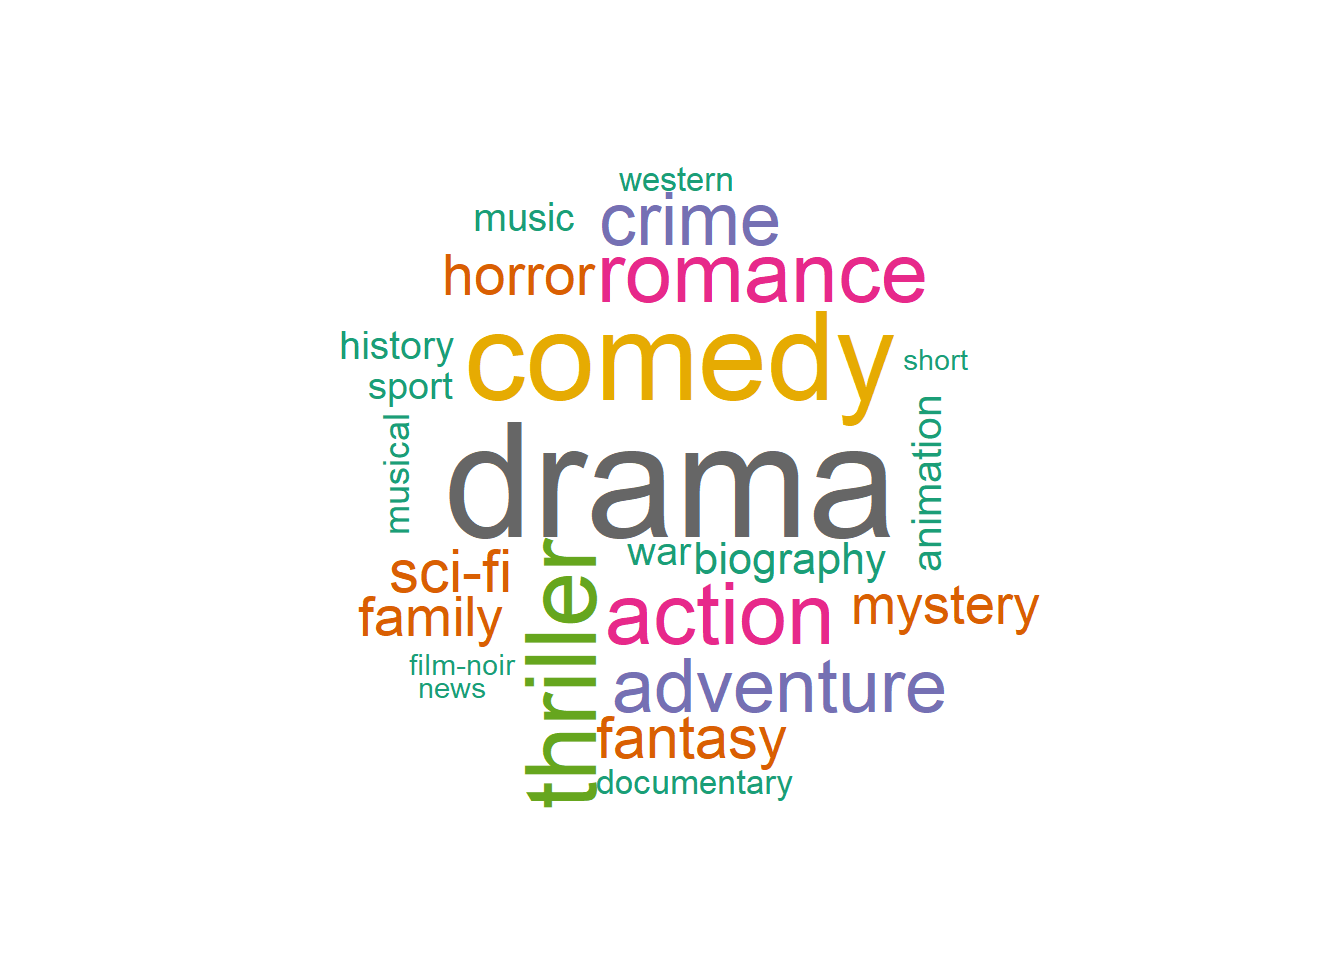 western
music
crime
horror
romance
history
comedy
short
sport
musical
drama
animation
war
biography
sci-fi
thriller
action
mystery
family
film-noir
news
adventure
fantasy
documentary